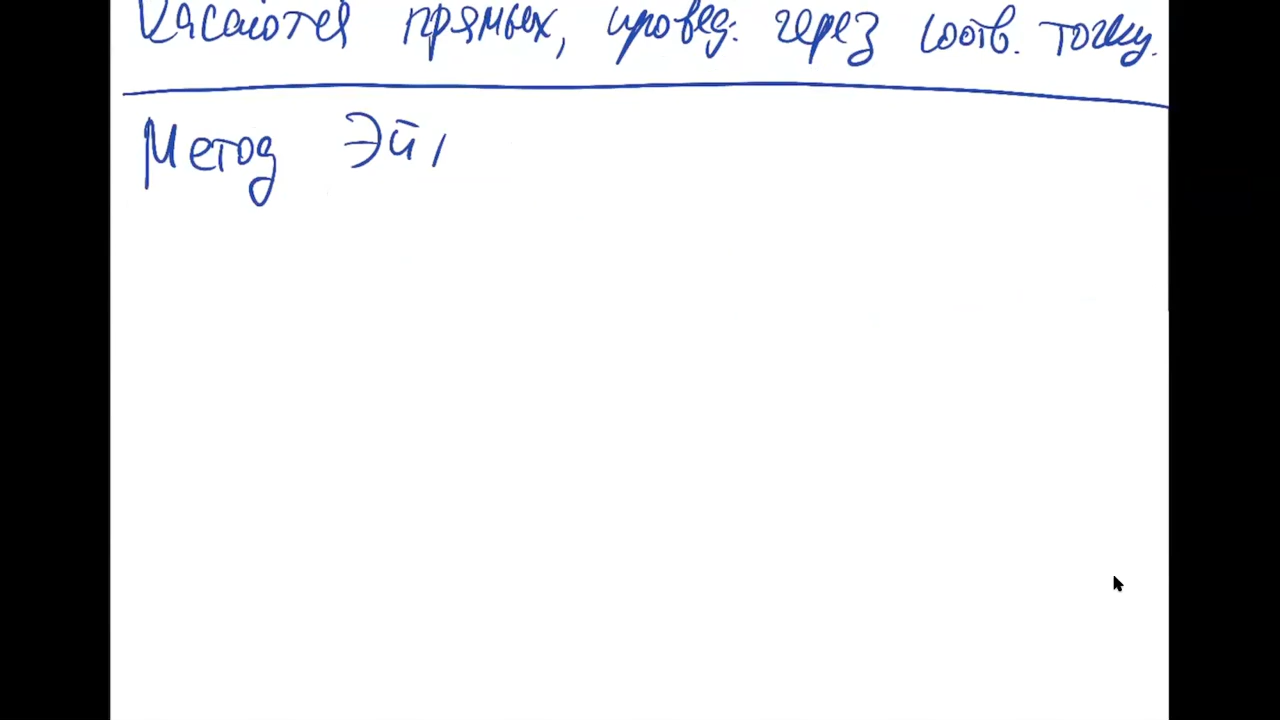 касаются прямых, провед. через соотв. точку.
Метод Эй